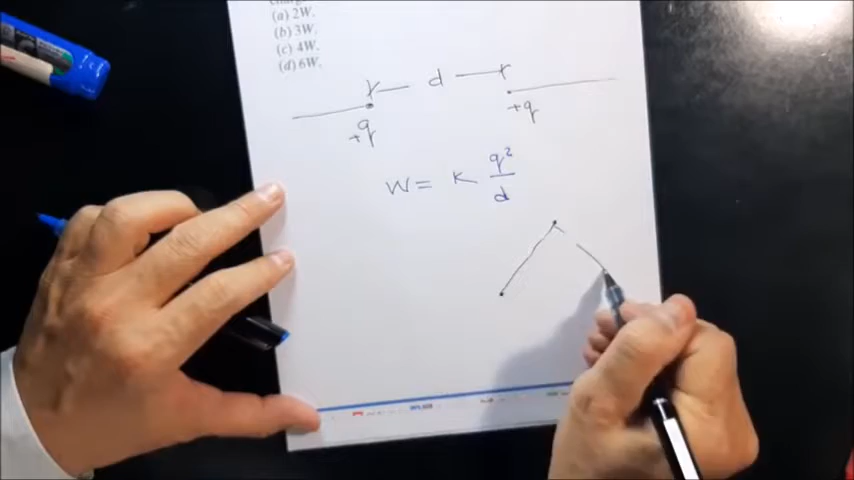 (a) 2W.
(b) 3W.
(c) 4W.
(d) 6W.
d
+q +q
W = K q²/d